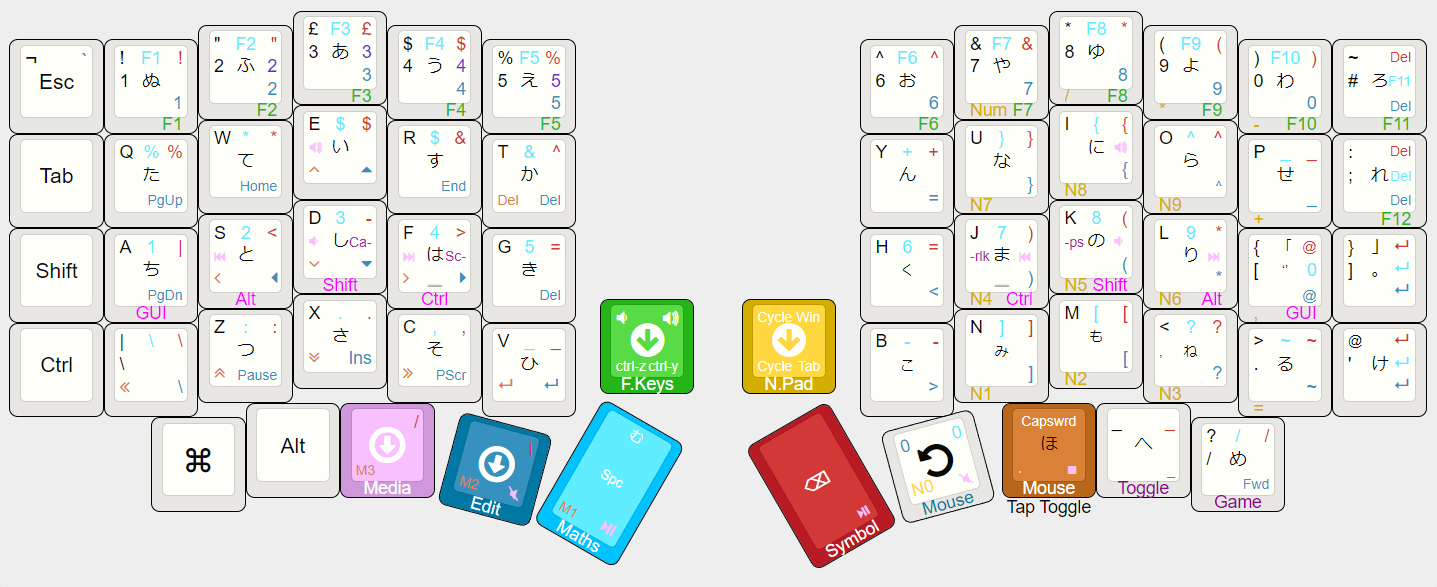 ¬ ` Esc
! F1 ! 1 ぬ 1 F1
" F2 " 2 ふ 2 2 F2
£ F3 £ 3 あ 3 3 F3
$ F4 $ 4 う 4 4 F4
% F5 % 5 え 5 5 F5
^ F6 ^ 6 お 6 F6
& F7 & 7 や 7 Num F7
* F8 * 8 ゆ 8 / F8
( F9 ( 9 よ 9 * F9
) F10 ) 0 わ 0 - F10
~ Del # ろ F11 Del F11
Tab
Q % % た PgUp
W * * て Home
E $ $ い
R $ & す End
T & ^ か Del Del
Y + + ん =
U } } な } N7
I { { に { N8
O ^ ^ ら ^ N9
P _ _ せ _ +
: Del ; れ Del Del F12
Shift
A 1 | ち PgDn GUI
S 2 < と < Alt
D 3 - し Ca- Shift
F 4 > は Sc- > _ Ctrl
G 5 = き Del
H 6 = く <
J 7 ) -rlk ま _ ) N4 Ctrl
K 8 ( -ps の ( N5 Shift
L 9 * り * N6 Alt
{ 「 @ [ ゛ 0 @ , GUI
} 」 ↵ ] 。 ↵ ↵
Ctrl
| \ \ \ « \
Z : : つ Pause
X . . さ Ins
C , , そ » PScr
V _ _ ひ ↵ ↵
B - - こ >
N ] ] み ] N1
M [ [ も [ N2
< ? ? , ね ? N3
> ~ ~ . る ~ =
@ ↵ ' け ↵ ↵
ctrl-z ctrl-y
F.Keys
Cycle Win
Cycle Tab
N.Pad
⌘
Alt
/ M3 Media
| M2 Edit
む Spc M1 Maths
⌫ Symbol
0 0 N0 Mouse
Capswrd ほ . Mouse
Tap Toggle
_ _ へ _ Toggle
? / / / め Fwd Game